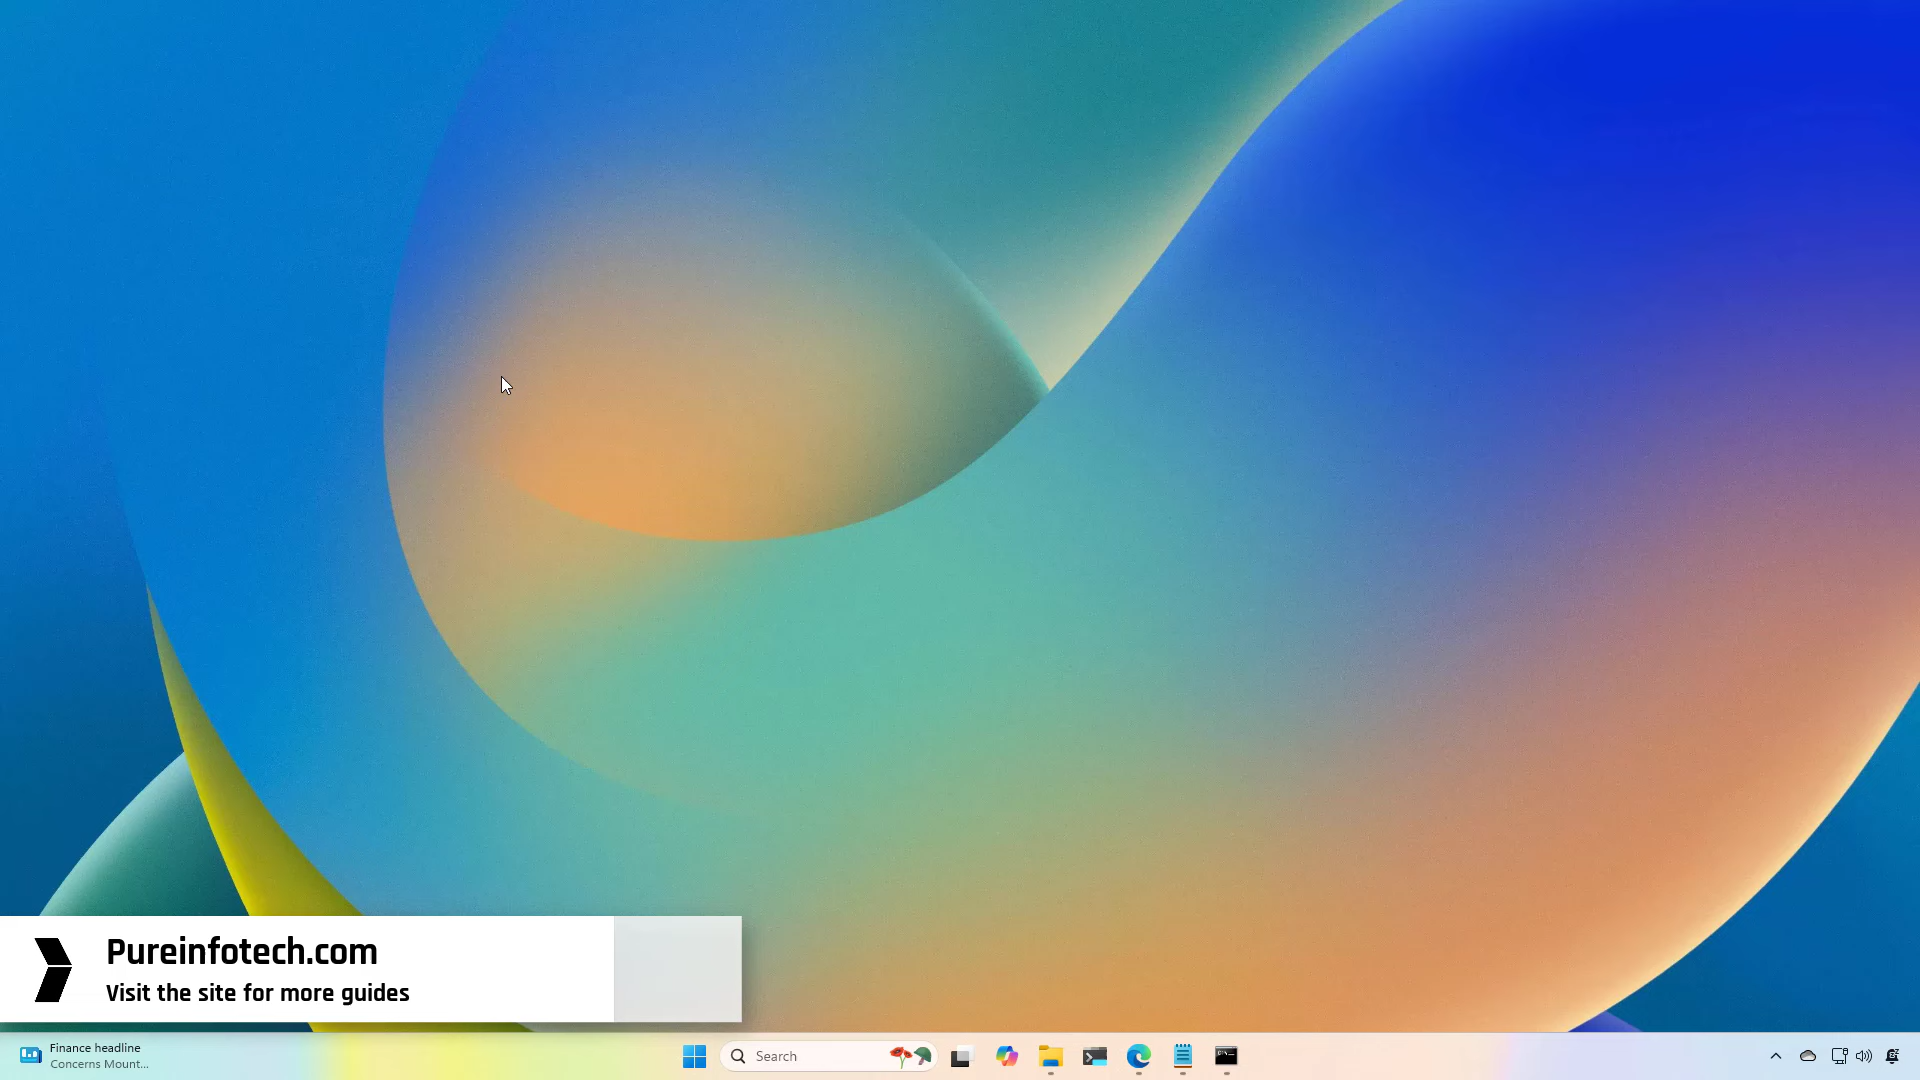 Pureinfotech.com
Visit the site for more guides
Finance headline
Concerns Mount...
Search